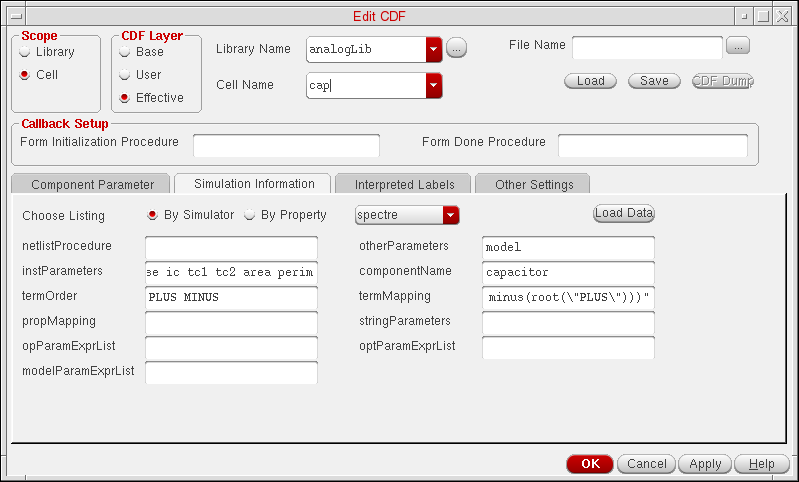 Edit CDF
Scope
Library
Cell
CDF Layer
Base
User
Effective
Library Name analogLib ...
Cell Name cap
File Name ...
Load Save CDF Dump
Callback Setup
Form Initialization Procedure Form Done Procedure
Component Parameter Simulation Information Interpreted Labels Other Settings
Choose Listing By Simulator By Property spectre Load Data
netlistProcedure otherParameters model
instParameters se ic tc1 tc2 area perim componentName capacitor
termOrder PLUS MINUS termMapping minus(root(\"PLUS\")))"
propMapping stringParameters
opParamExprList optParamExprList
modelParamExprList
OK Cancel Apply Help